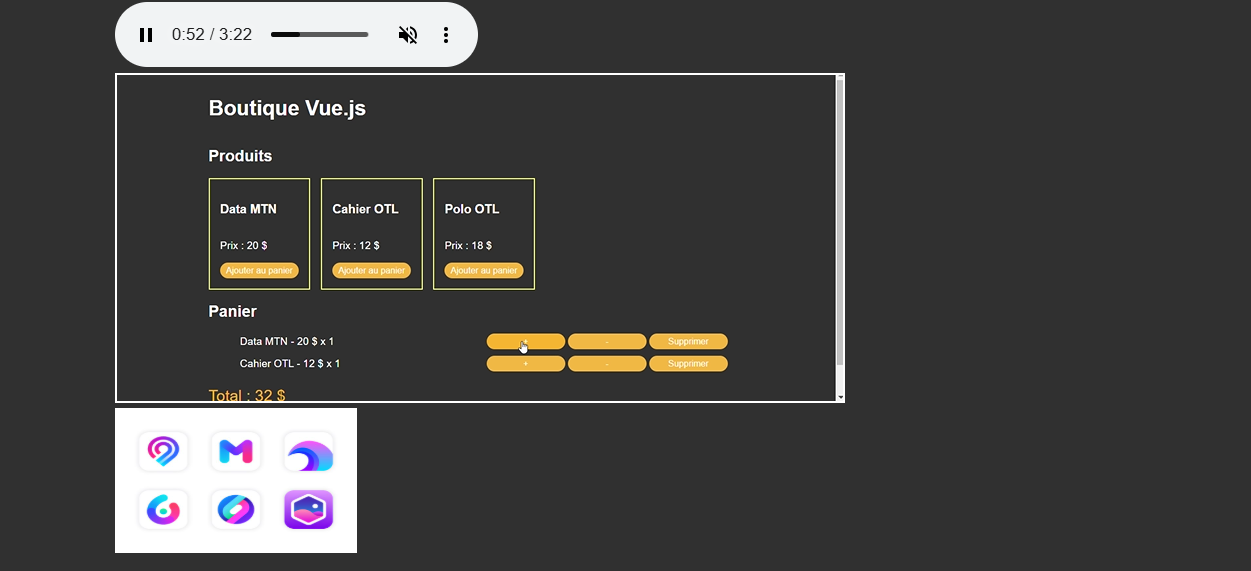 0:52 / 3:22
Boutique Vue.js
Produits
Data MTN
Cahier OTL
Polo OTL
Prix : 20 $
Prix : 12 $
Prix : 18 $
Ajouter au panier
Ajouter au panier
Ajouter au panier
Panier
Data MTN - 20 $ x 1
+
-
Supprimer
Cahier OTL - 12 $ x 1
+
-
Supprimer
Total : 32 $